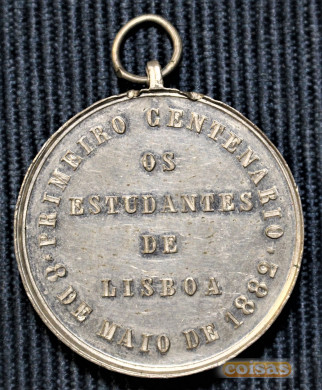 PRIMEIRO CENTENARIO
OS
ESTUDANTES
DE
LISBOA
8 DE MAIO DE 1882
coisas